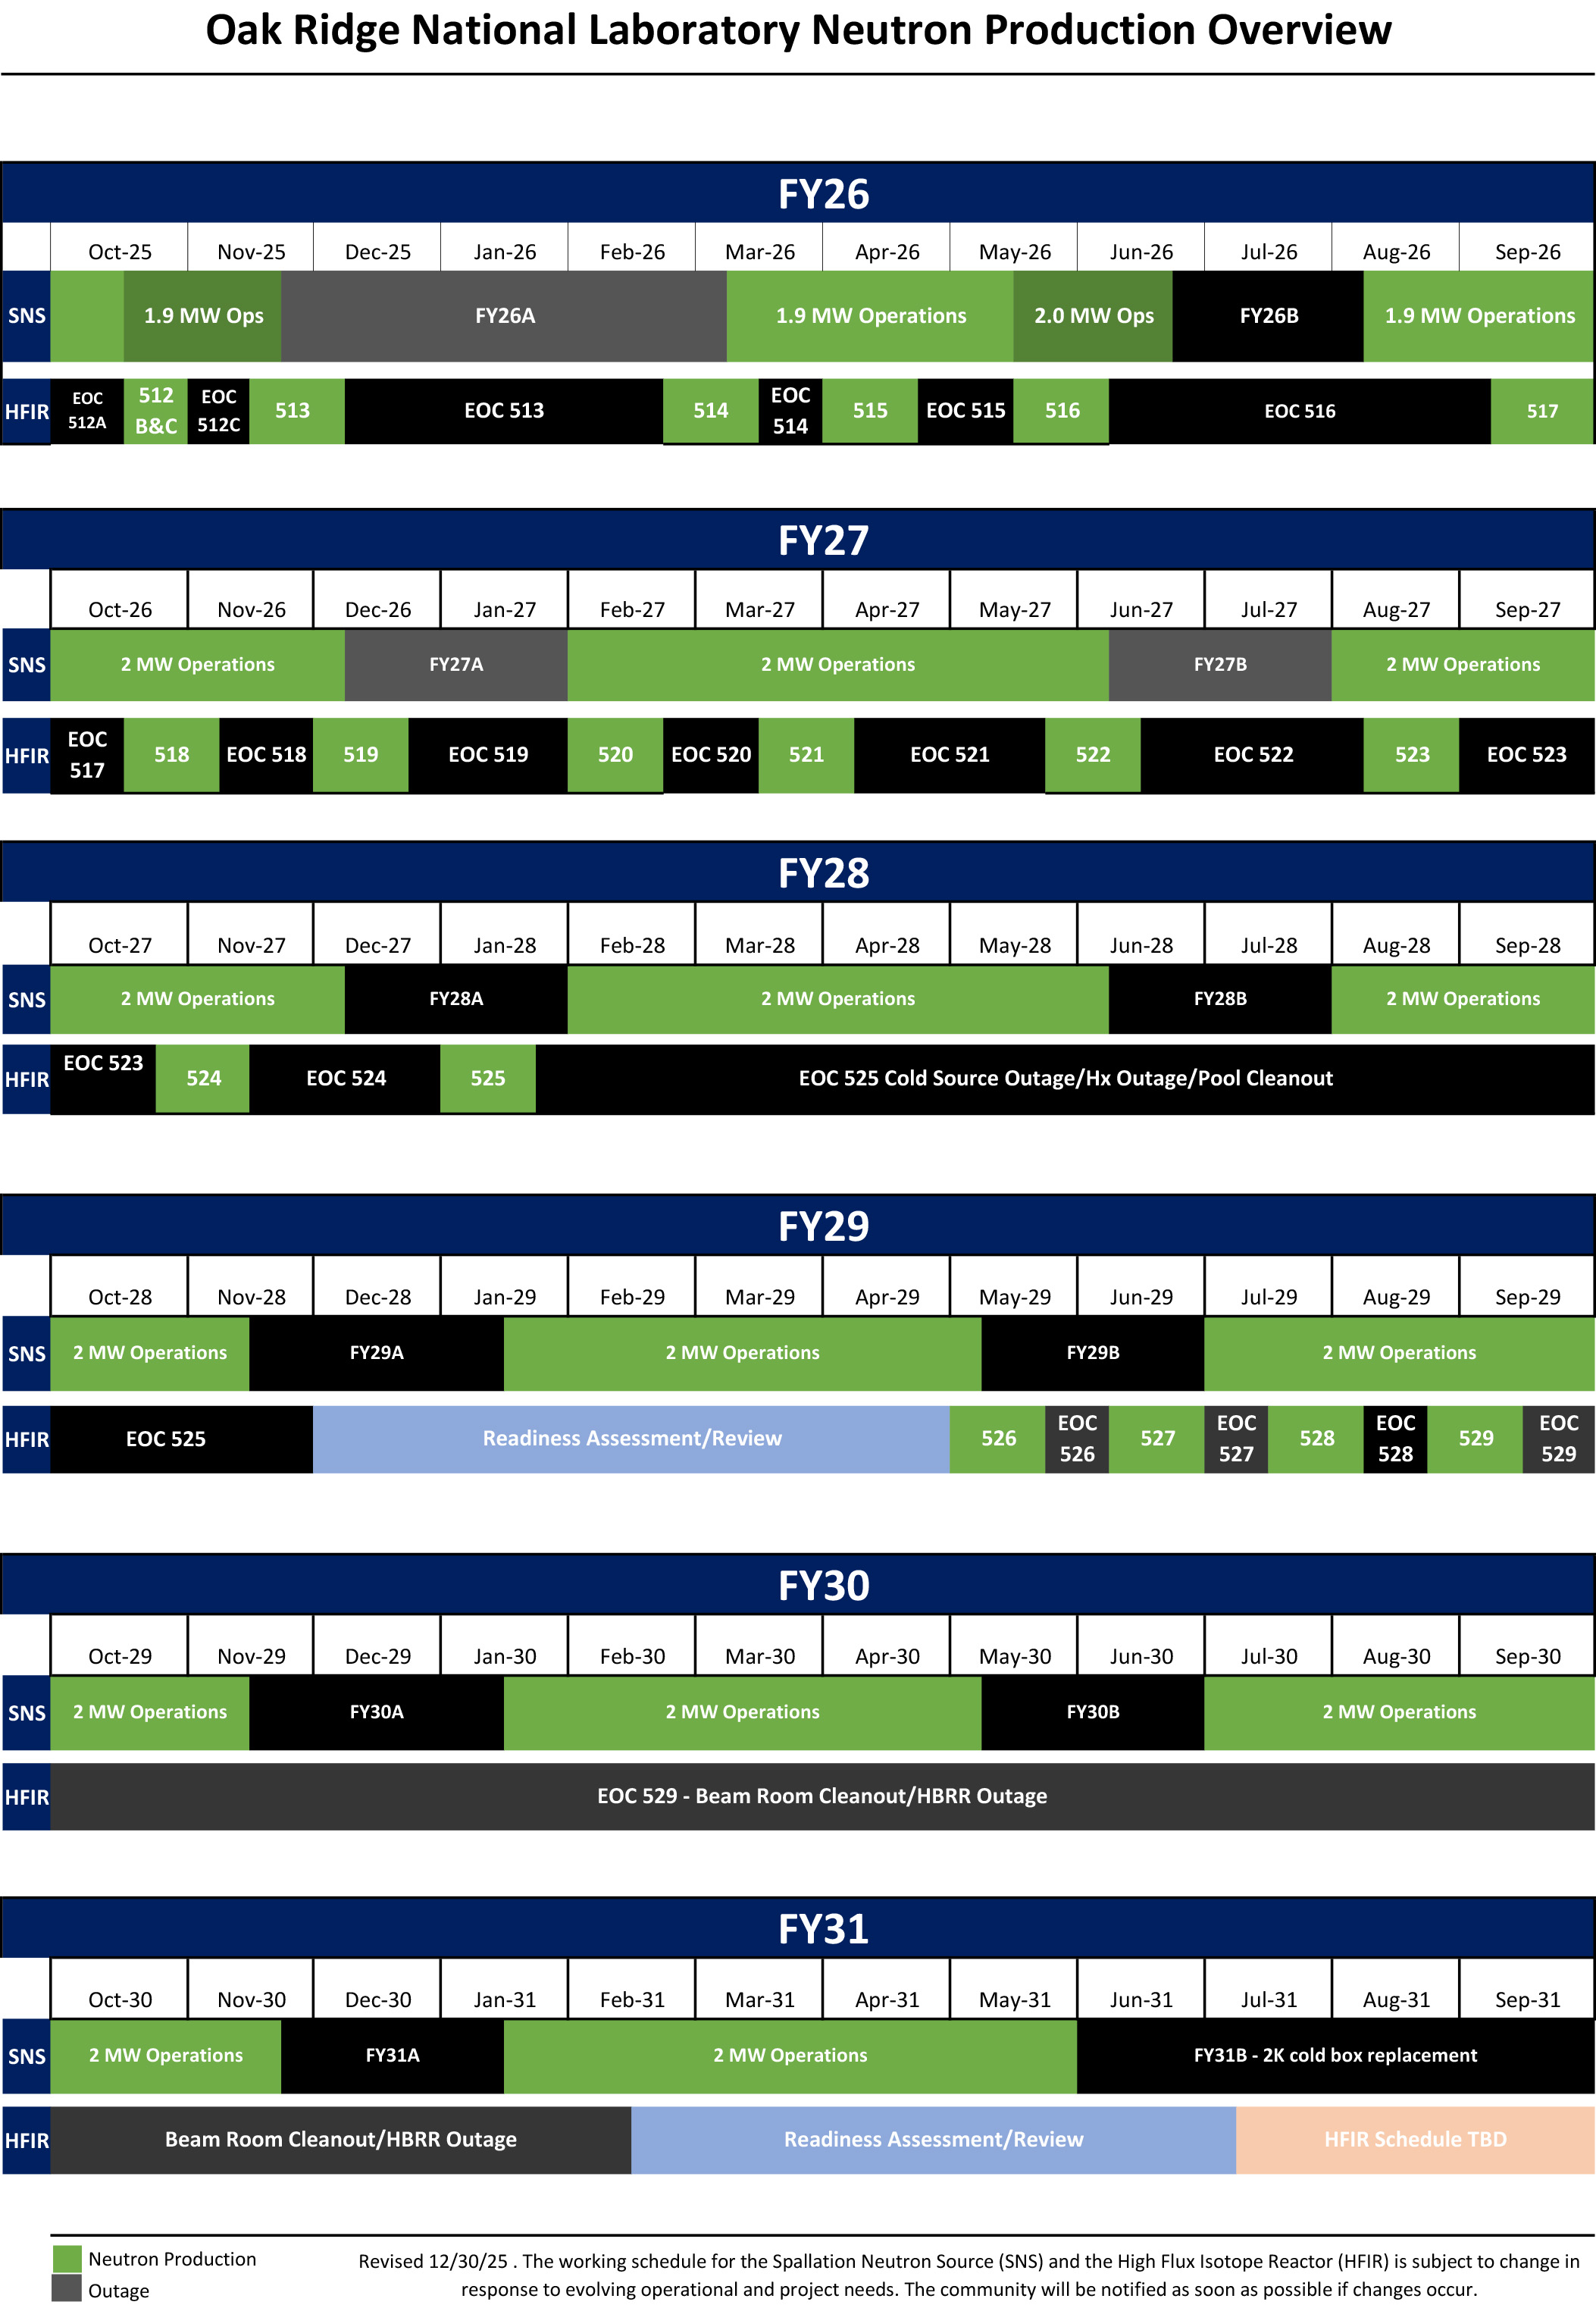 Oak Ridge National Laboratory Neutron Production Overview
FY26
Oct-25 Nov-25 Dec-25 Jan-26 Feb-26 Mar-26 Apr-26 May-26 Jun-26 Jul-26 Aug-26 Sep-26
SNS 1.9 MW Ops FY26A 1.9 MW Operations 2.0 MW Ops FY26B 1.9 MW Operations
HFIR
EOC
512A
512
B&C
EOC
512C
513
EOC 513
514
EOC
514
515
EOC 515
516
EOC 516
517
FY27
Oct-26 Nov-26 Dec-26 Jan-27 Feb-27 Mar-27 Apr-27 May-27 Jun-27 Jul-27 Aug-27 Sep-27
SNS 2 MW Operations FY27A 2 MW Operations FY27B 2 MW Operations
HFIR
EOC
517
518
EOC 518
519
EOC 519
520
EOC 520
521
EOC 521
522
EOC 522
523
EOC 523
FY28
Oct-27 Nov-27 Dec-27 Jan-28 Feb-28 Mar-28 Apr-28 May-28 Jun-28 Jul-28 Aug-28 Sep-28
SNS 2 MW Operations FY28A 2 MW Operations FY28B 2 MW Operations
HFIR EOC 523 524 EOC 524 525 EOC 525 Cold Source Outage/Hx Outage/Pool Cleanout
FY29
Oct-28 Nov-28 Dec-28 Jan-29 Feb-29 Mar-29 Apr-29 May-29 Jun-29 Jul-29 Aug-29 Sep-29
SNS 2 MW Operations FY29A 2 MW Operations FY29B 2 MW Operations
HFIR
EOC 525
Readiness Assessment/Review
526
EOC
526
527
EOC
527
528
EOC
528
529
EOC
529
FY30
Oct-29 Nov-29 Dec-29 Jan-30 Feb-30 Mar-30 Apr-30 May-30 Jun-30 Jul-30 Aug-30 Sep-30
SNS 2 MW Operations FY30A 2 MW Operations FY30B 2 MW Operations
HFIR EOC 529 - Beam Room Cleanout/HBRR Outage
FY31
Oct-30 Nov-30 Dec-30 Jan-31 Feb-31 Mar-31 Apr-31 May-31 Jun-31 Jul-31 Aug-31 Sep-31
SNS 2 MW Operations FY31A 2 MW Operations FY31B - 2K cold box replacement
HFIR Beam Room Cleanout/HBRR Outage Readiness Assessment/Review HFIR Schedule TBD
Neutron Production
Outage
Revised 12/30/25 . The working schedule for the Spallation Neutron Source (SNS) and the High Flux Isotope Reactor (HFIR) is subject to change in
response to evolving operational and project needs. The community will be notified as soon as possible if changes occur.